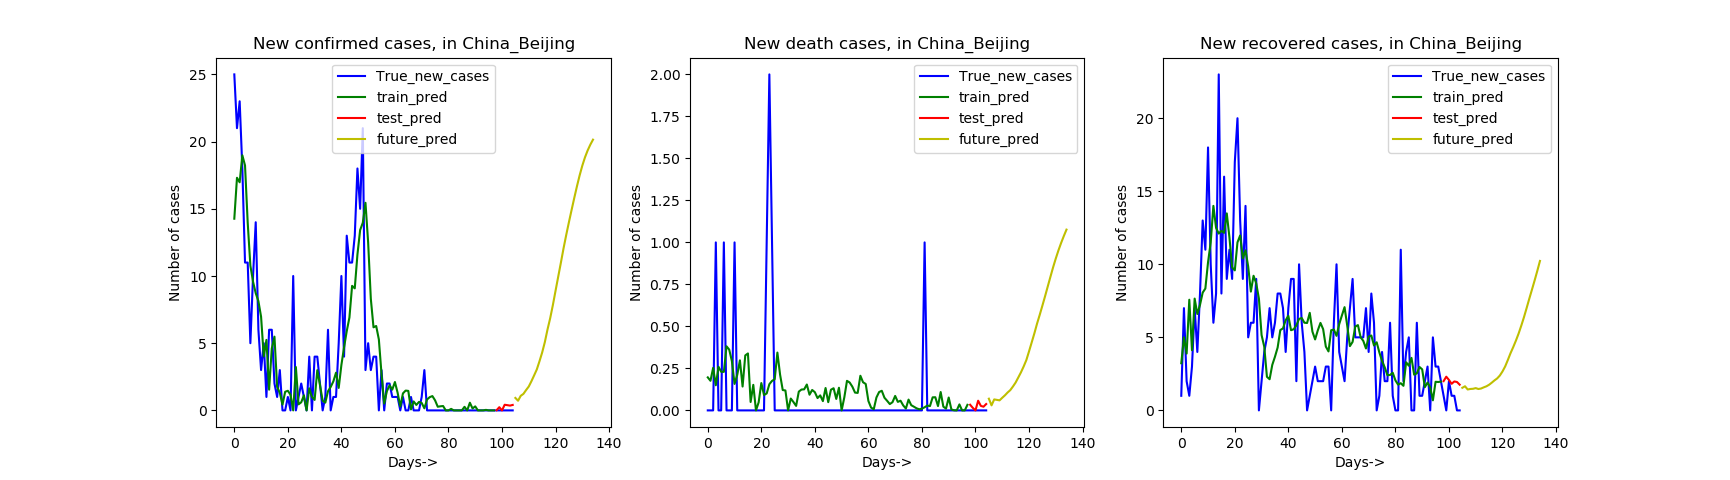 New confirmed cases, in China_Beijing
True_new_cases
train_pred
test_pred
future_pred
25
20
15
10
5
0
Number of cases
0 20 40 60 80 100 120 140
Days->
New death cases, in China_Beijing
True_new_cases
train_pred
test_pred
future_pred
2.00
1.75
1.50
1.25
1.00
0.75
0.50
0.25
0.00
Number of cases
0 20 40 60 80 100 120 140
Days->
New recovered cases, in China_Beijing
True_new_cases
train_pred
test_pred
future_pred
20
15
10
5
0
Number of cases
0 20 40 60 80 100 120 140
Days->